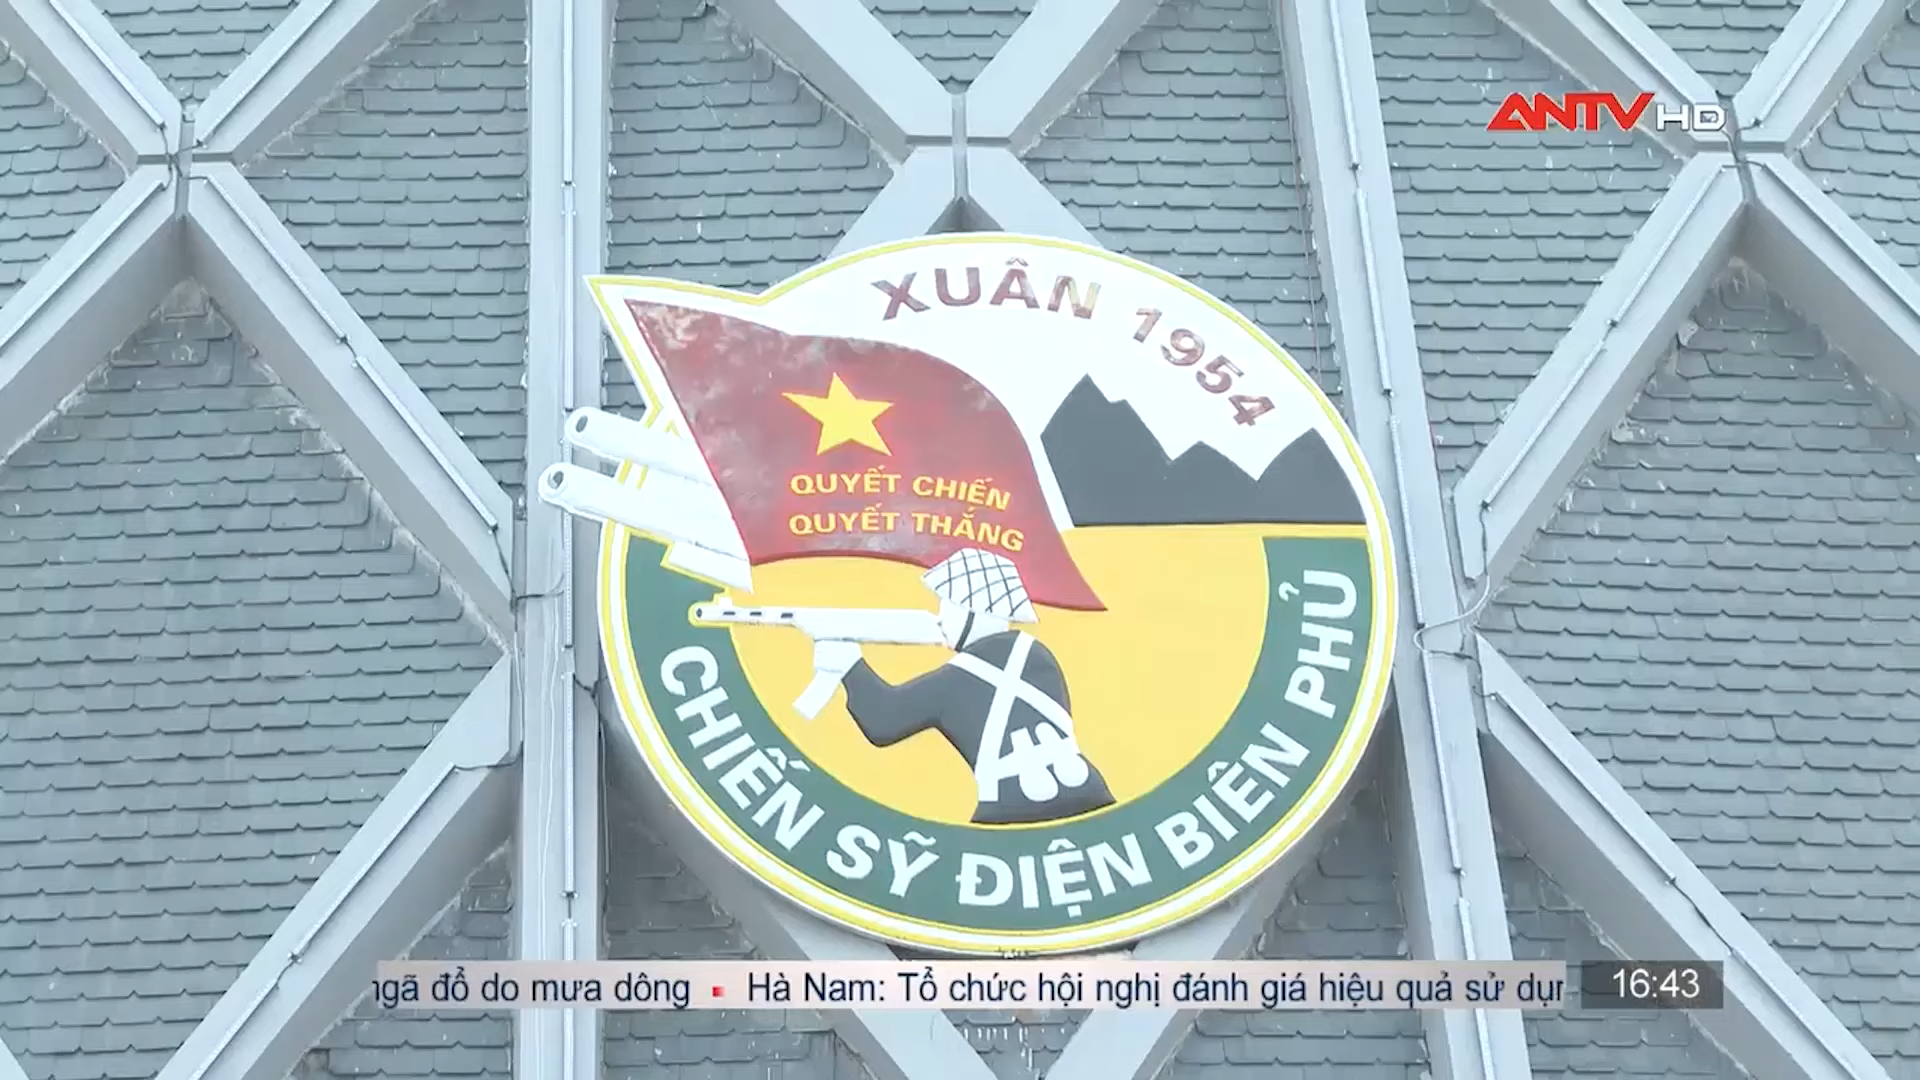 ANTV HD
XUÂN 1954
QUYẾT CHIẾN
QUYẾT THẮNG
CHIẾN SỸ ĐIỆN BIÊN PHỦ
đổ do mưa dông ▪ Hà Nam: Tổ chức hội nghị đánh giá hiệu quả sử
16:43